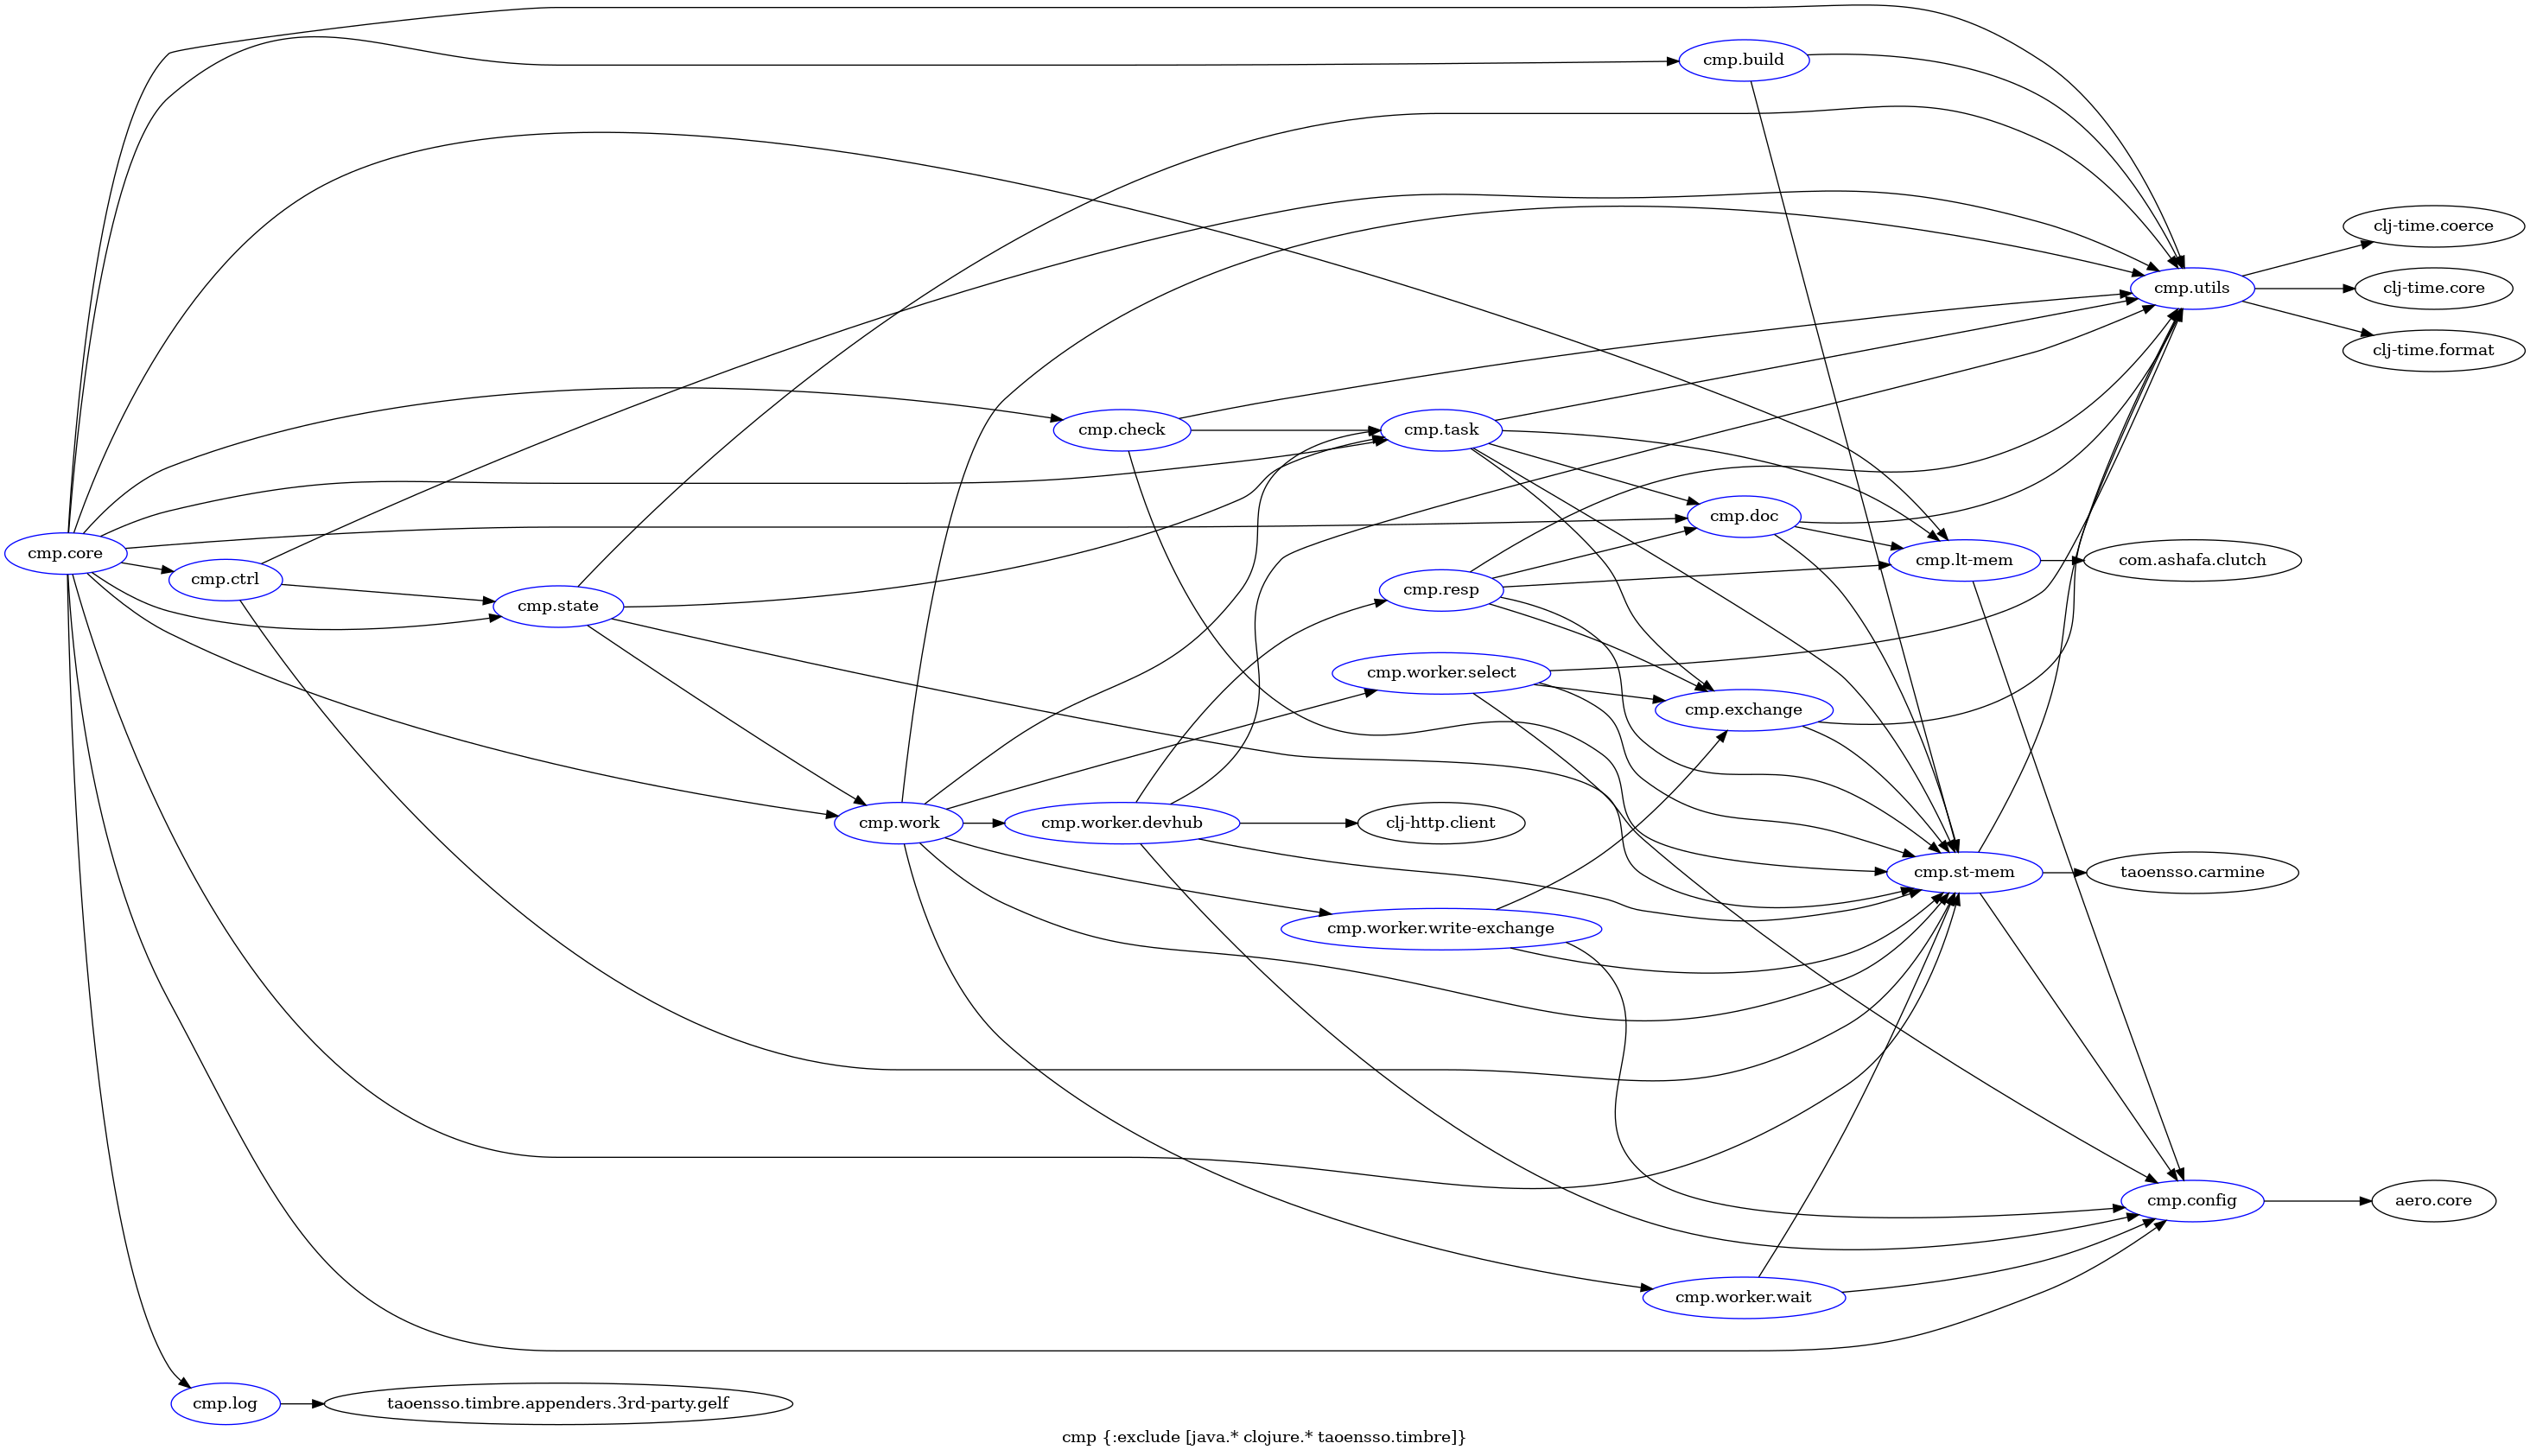 cmp.build
clj-time.coerce
cmp.utils
clj-time.core
clj-time.format
cmp.check
cmp.task
cmp.doc
cmp.core
cmp.ctrl
cmp.lt-mem
com.ashafa.clutch
cmp.resp
cmp.state
cmp.worker.select
cmp.exchange
cmp.work
cmp.worker.devhub
clj-http.client
cmp.st-mem
taoensso.carmine
cmp.worker.write-exchange
cmp.config
aero.core
cmp.worker.wait
cmp.log
taoensso.timbre.appenders.3rd-party.gelf
cmp {:exclude [java.* clojure.* taoensso.timbre]}